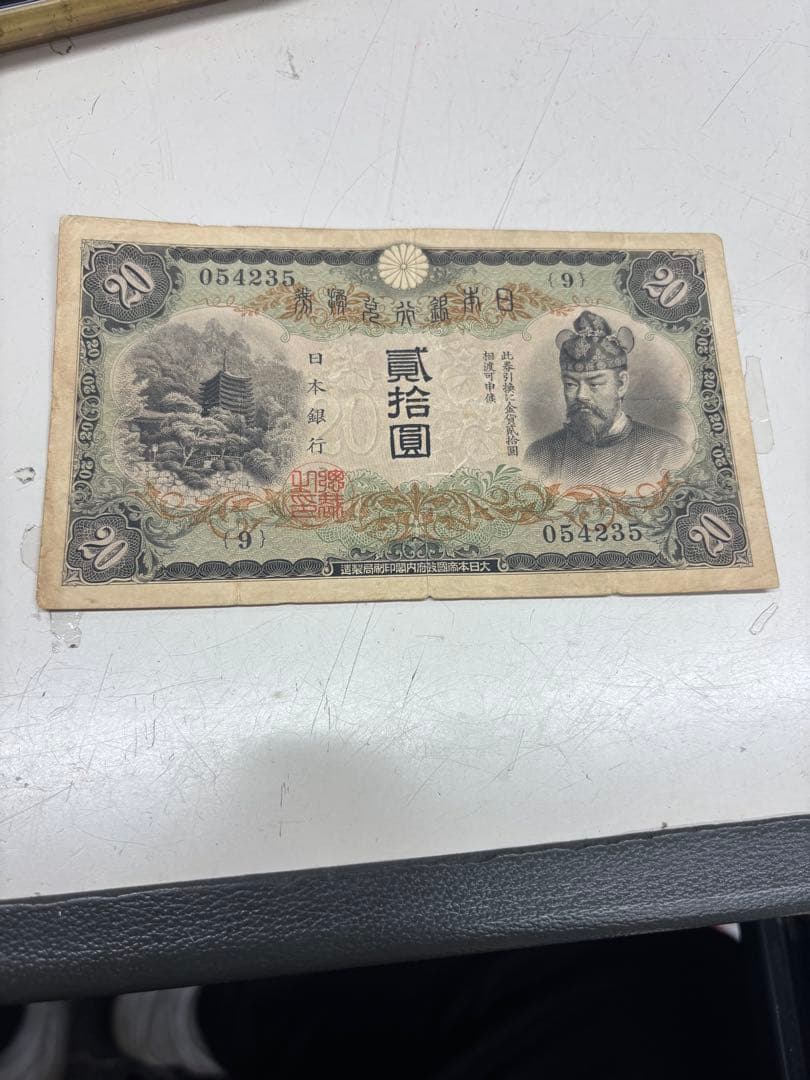 20
054235
{9}
20
日本銀行兌換券
此券引換に金貨貳拾圓
相渡可申候
貳拾圓
日本銀行
{9}
054235
20
20
大日本帝國政府内閣印刷局製造